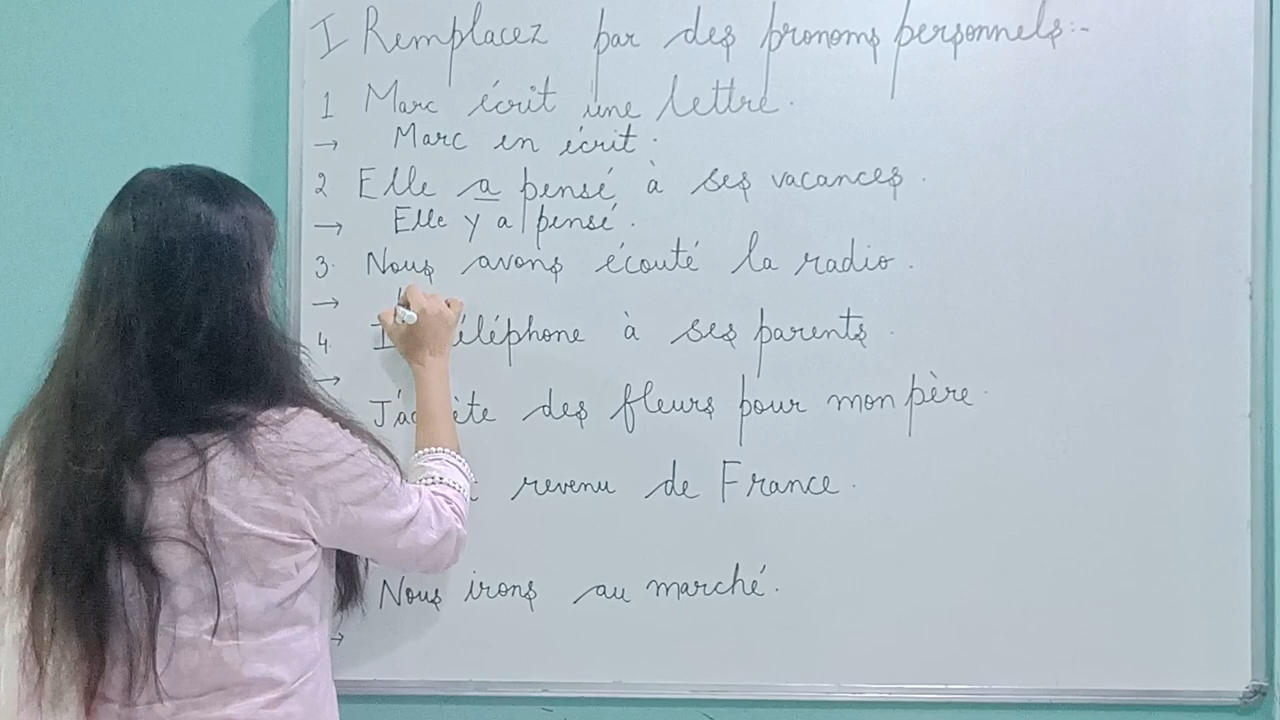 I Remplacez par des pronoms personnels:-
1 Marc écrit une lettre.
→ Marc en écrit.
2 Elle a pensé à ses vacances.
→ Elle y a pensé.
3. Nous avons écouté la radio.
→
4. téléphone à ses parents.
→
des fleurs pour mon père.
revenu de France.
Nous irons au marché.
→